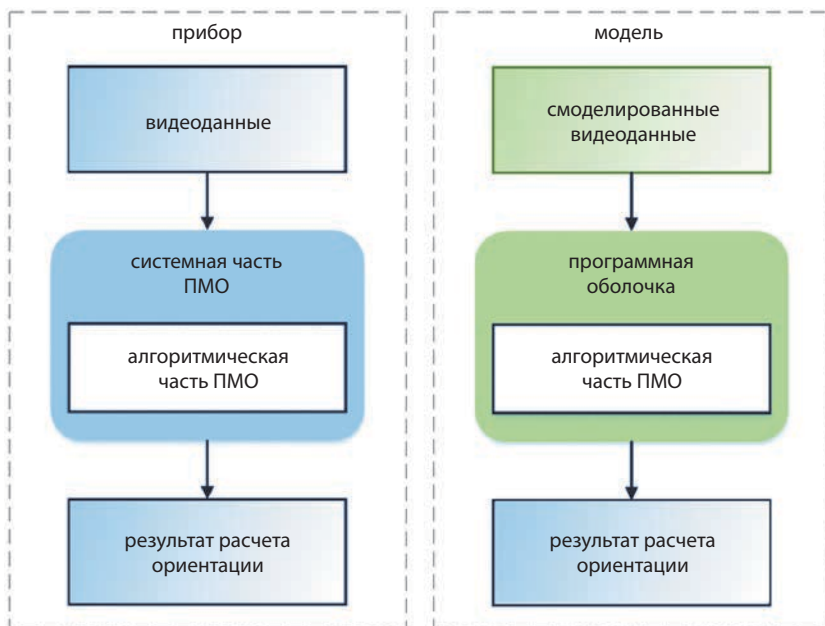 прибор
видеоданные
системная часть
ПМО
алгоритмическая
часть ПМО
результат расчета
ориентации
модель
смоделированные
видеоданные
программная
оболочка
алгоритмическая
часть ПМО
результат расчета
ориентации